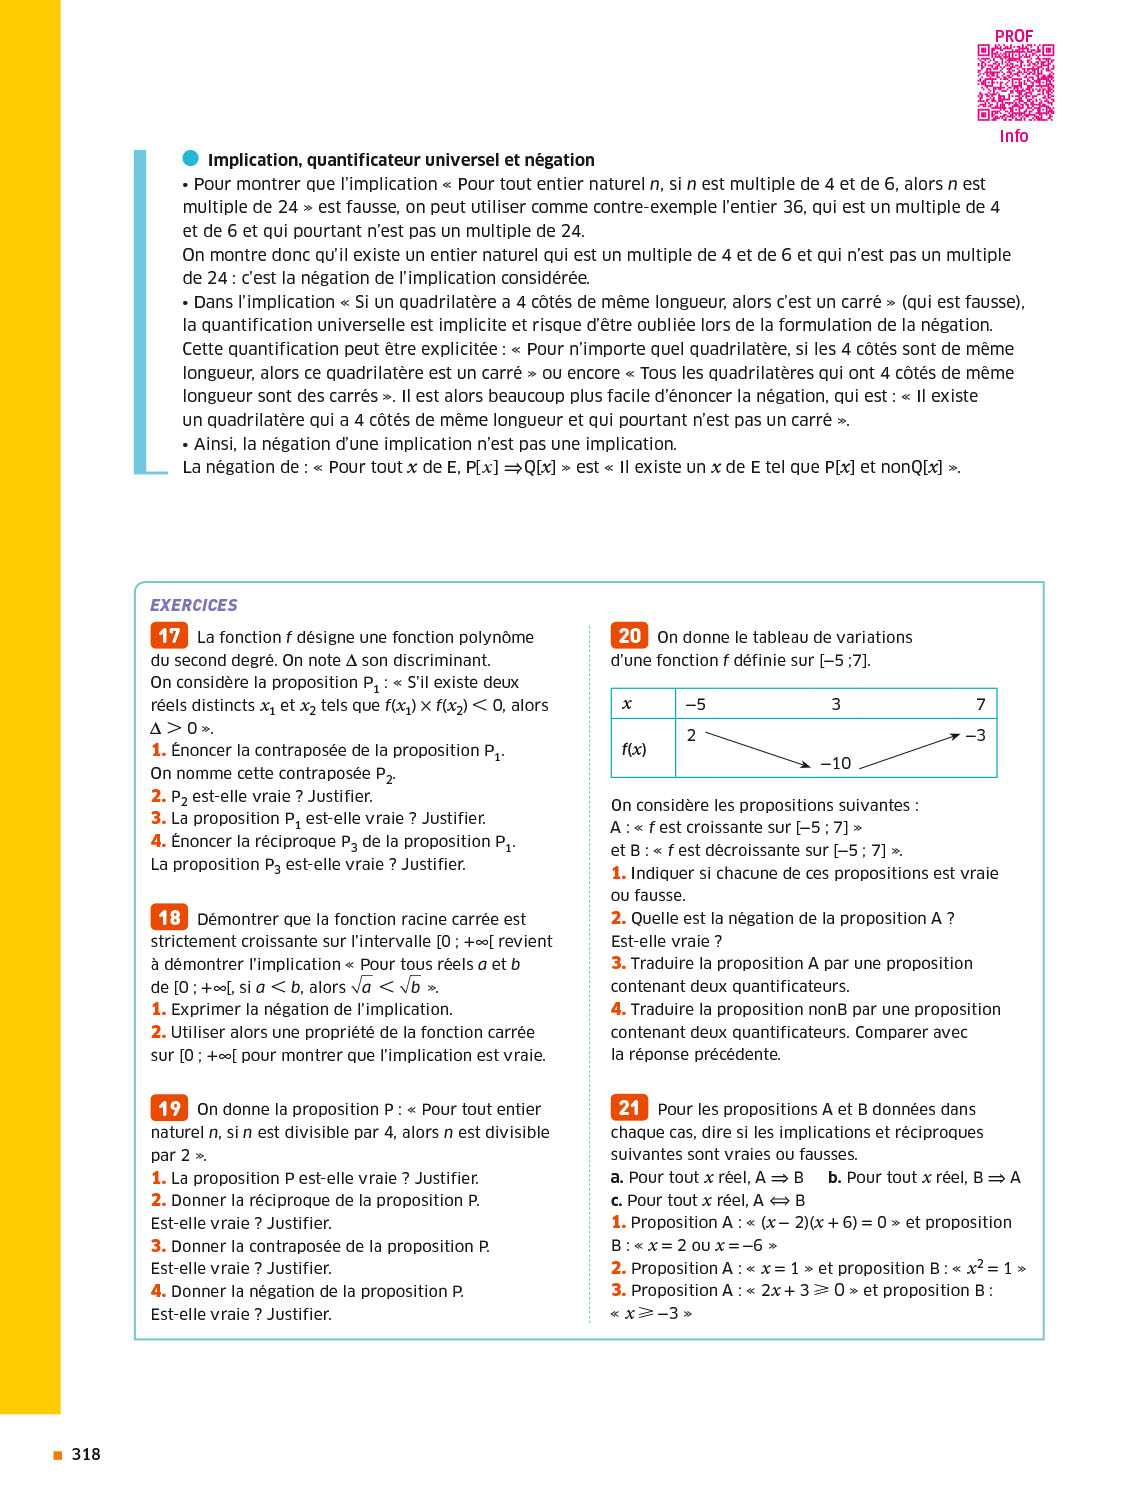 PROF
Info
Implication, quantificateur universel et négation
• Pour montrer que l’implication « Pour tout entier naturel n, si n est multiple de 4 et de 6, alors n est
multiple de 24 » est fausse, on peut utiliser comme contre-exemple l’entier 36, qui est un multiple de 4
et de 6 et qui pourtant n’est pas un multiple de 24.
On montre donc qu’il existe un entier naturel qui est un multiple de 4 et de 6 et qui n’est pas un multiple
de 24 : c’est la négation de l’implication considérée.
• Dans l’implication « Si un quadrilatère a 4 côtés de même longueur, alors c’est un carré » (qui est fausse),
la quantification universelle est implicite et risque d’être oubliée lors de la formulation de la négation.
Cette quantification peut être explicitée : « Pour n’importe quel quadrilatère, si les 4 côtés sont de même
longueur, alors ce quadrilatère est un carré » ou encore « Tous les quadrilatères qui ont 4 côtés de même
longueur sont des carrés ». Il est alors beaucoup plus facile d’énoncer la négation, qui est : « Il existe
un quadrilatère qui a 4 côtés de même longueur et qui pourtant n’est pas un carré ».
• Ainsi, la négation d’une implication n’est pas une implication.
La négation de : « Pour tout x de E, P[x] ⇒Q[x] » est « Il existe un x de E tel que P[x] et nonQ[x] ».
EXERCICES
17 La fonction f désigne une fonction polynôme
du second degré. On note Δ son discriminant.
On considère la proposition P₁ : « S’il existe deux
réels distincts x₁ et x₂ tels que f(x₁) × f(x₂) < 0, alors
Δ > 0 ».
1. Énoncer la contraposée de la proposition P₁.
On nomme cette contraposée P₂.
2. P₂ est-elle vraie ? Justifier.
3. La proposition P₁ est-elle vraie ? Justifier.
4. Énoncer la réciproque P₃ de la proposition P₁.
La proposition P₃ est-elle vraie ? Justifier.
18 Démontrer que la fonction racine carrée est
strictement croissante sur l’intervalle [0 ; +∞[ revient
à démontrer l’implication « Pour tous réels a et b
de [0 ; +∞[, si a < b, alors √a < √b ».
1. Exprimer la négation de l’implication.
2. Utiliser alors une propriété de la fonction carrée
sur [0 ; +∞[ pour montrer que l’implication est vraie.
19 On donne la proposition P : « Pour tout entier
naturel n, si n est divisible par 4, alors n est divisible
par 2 ».
1. La proposition P est-elle vraie ? Justifier.
2. Donner la réciproque de la proposition P.
Est-elle vraie ? Justifier.
3. Donner la contraposée de la proposition P.
Est-elle vraie ? Justifier.
4. Donner la négation de la proposition P.
Est-elle vraie ? Justifier.
20 On donne le tableau de variations
d’une fonction f définie sur [−5 ;7].
x −5 3 7
f(x) 2 −10 −3
On considère les propositions suivantes :
A : « f est croissante sur [−5 ; 7] »
et B : « f est décroissante sur [−5 ; 7] ».
1. Indiquer si chacune de ces propositions est vraie
ou fausse.
2. Quelle est la négation de la proposition A ?
Est-elle vraie ?
3. Traduire la proposition A par une proposition
contenant deux quantificateurs.
4. Traduire la proposition nonB par une proposition
contenant deux quantificateurs. Comparer avec
la réponse précédente.
21 Pour les propositions A et B données dans
chaque cas, dire si les implications et réciproques
suivantes sont vraies ou fausses.
a. Pour tout x réel, A ⇒ B b. Pour tout x réel, B ⇒ A
c. Pour tout x réel, A ⇔ B
1. Proposition A : « (x − 2)(x + 6) = 0 » et proposition
B : « x = 2 ou x = −6 »
2. Proposition A : « x = 1 » et proposition B : « x² = 1 »
3. Proposition A : « 2x + 3 ⩾ 0 » et proposition B :
« x ⩾ −3 »
318